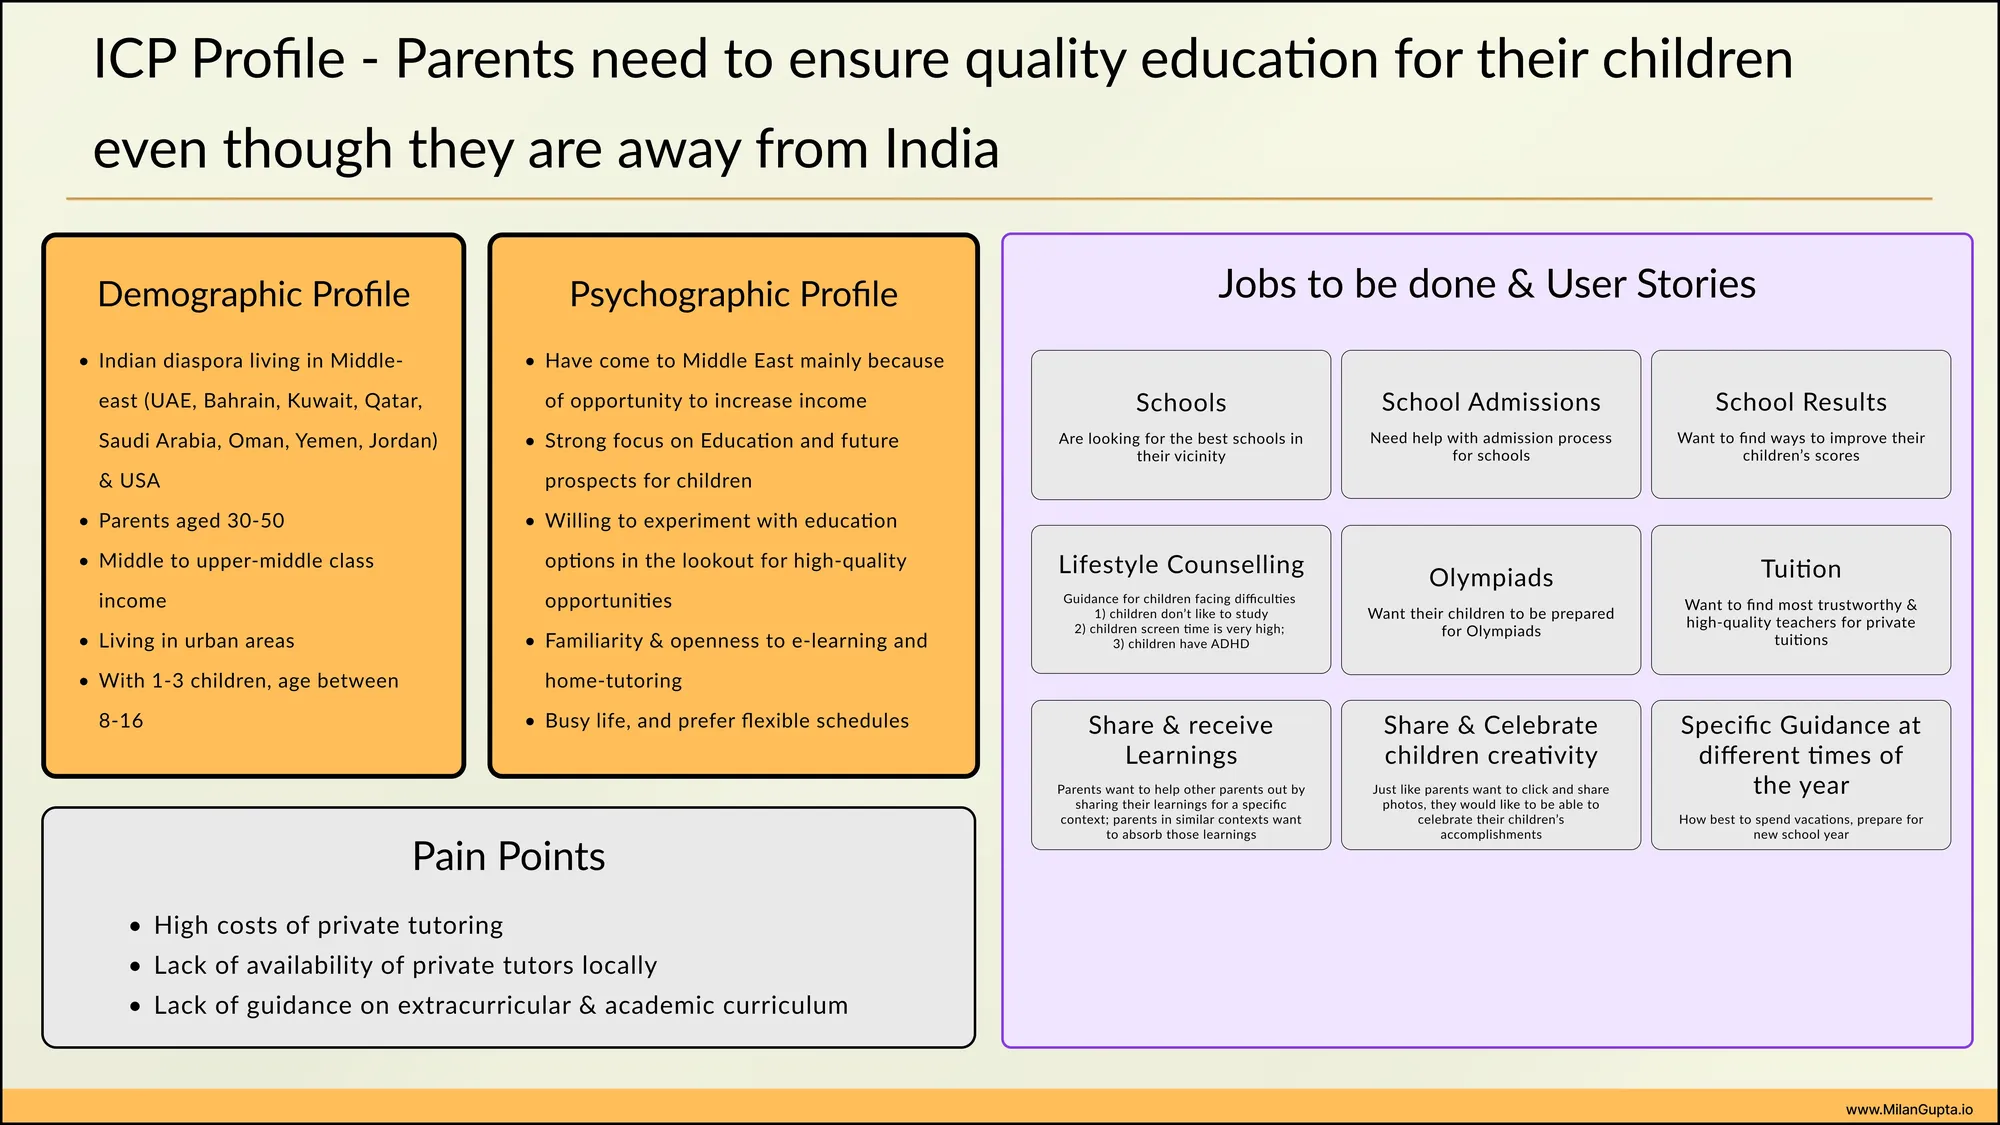 ICP Profile - Parents need to ensure quality education for their children
even though they are away from India
Demographic Profile
• Indian diaspora living in Middle-
east (UAE, Bahrain, Kuwait, Qatar,
Saudi Arabia, Oman, Yemen, Jordan)
& USA
• Parents aged 30-50
• Middle to upper-middle class
income
• Living in urban areas
• With 1-3 children, age between
8-16
Psychographic Profile
• Have come to Middle East mainly because
of opportunity to increase income
• Strong focus on Education and future
prospects for children
• Willing to experiment with education
options in the lookout for high-quality
opportunities
• Familiarity & openness to e-learning and
home-tutoring
• Busy life, and prefer flexible schedules
Pain Points
• High costs of private tutoring
• Lack of availability of private tutors locally
• Lack of guidance on extracurricular & academic curriculum
Jobs to be done & User Stories
Schools
Are looking for the best schools in
their vicinity
School Admissions
Need help with admission process
for schools
School Results
Want to find ways to improve their
children's scores
Lifestyle Counselling
Guidance for children facing difficulties
1) children don't like to study
2) children screen time is very high;
3) children have ADHD
Olympiads
Want their children to be prepared
for Olympiads
Tuition
Want to find most trustworthy &
high-quality teachers for private
tuitions
Share & receive
Learnings
Parents want to help other parents out by
sharing their learnings for a specific
context; parents in similar contexts want
to absorb those learnings
Share & Celebrate
children creativity
Just like parents want to click and share
photos, they would like to be able to
celebrate their children's
accomplishments
Specific Guidance at
different times of
the year
How best to spend vacations, prepare for
new school year
www.MilanGupta.io